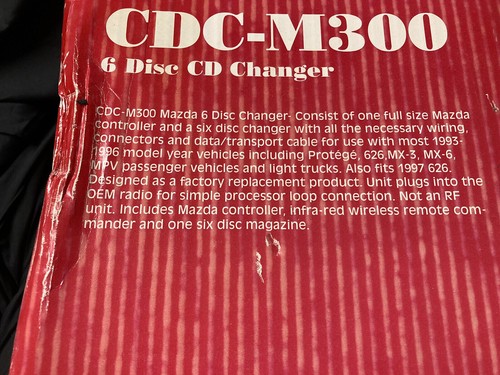 CDC-M300
6 Disc CD Changer
CDC-M300 Mazda 6 Disc Changer- Consist of one full size Mazda
controller and a six disc changer with all the necessary wiring,
connectors and data/transport cable for use with most 1993-
1996 model year vehicles including Protégé, 626,MX-3, MX-6,
MPV passenger vehicles and light trucks. Also fits 1997 626.
Designed as a factory replacement product. Unit plugs into the
OEM radio for simple processor loop connection. Not an RF
unit. Includes Mazda controller, infra-red wireless remote com-
mander and one six disc magazine.